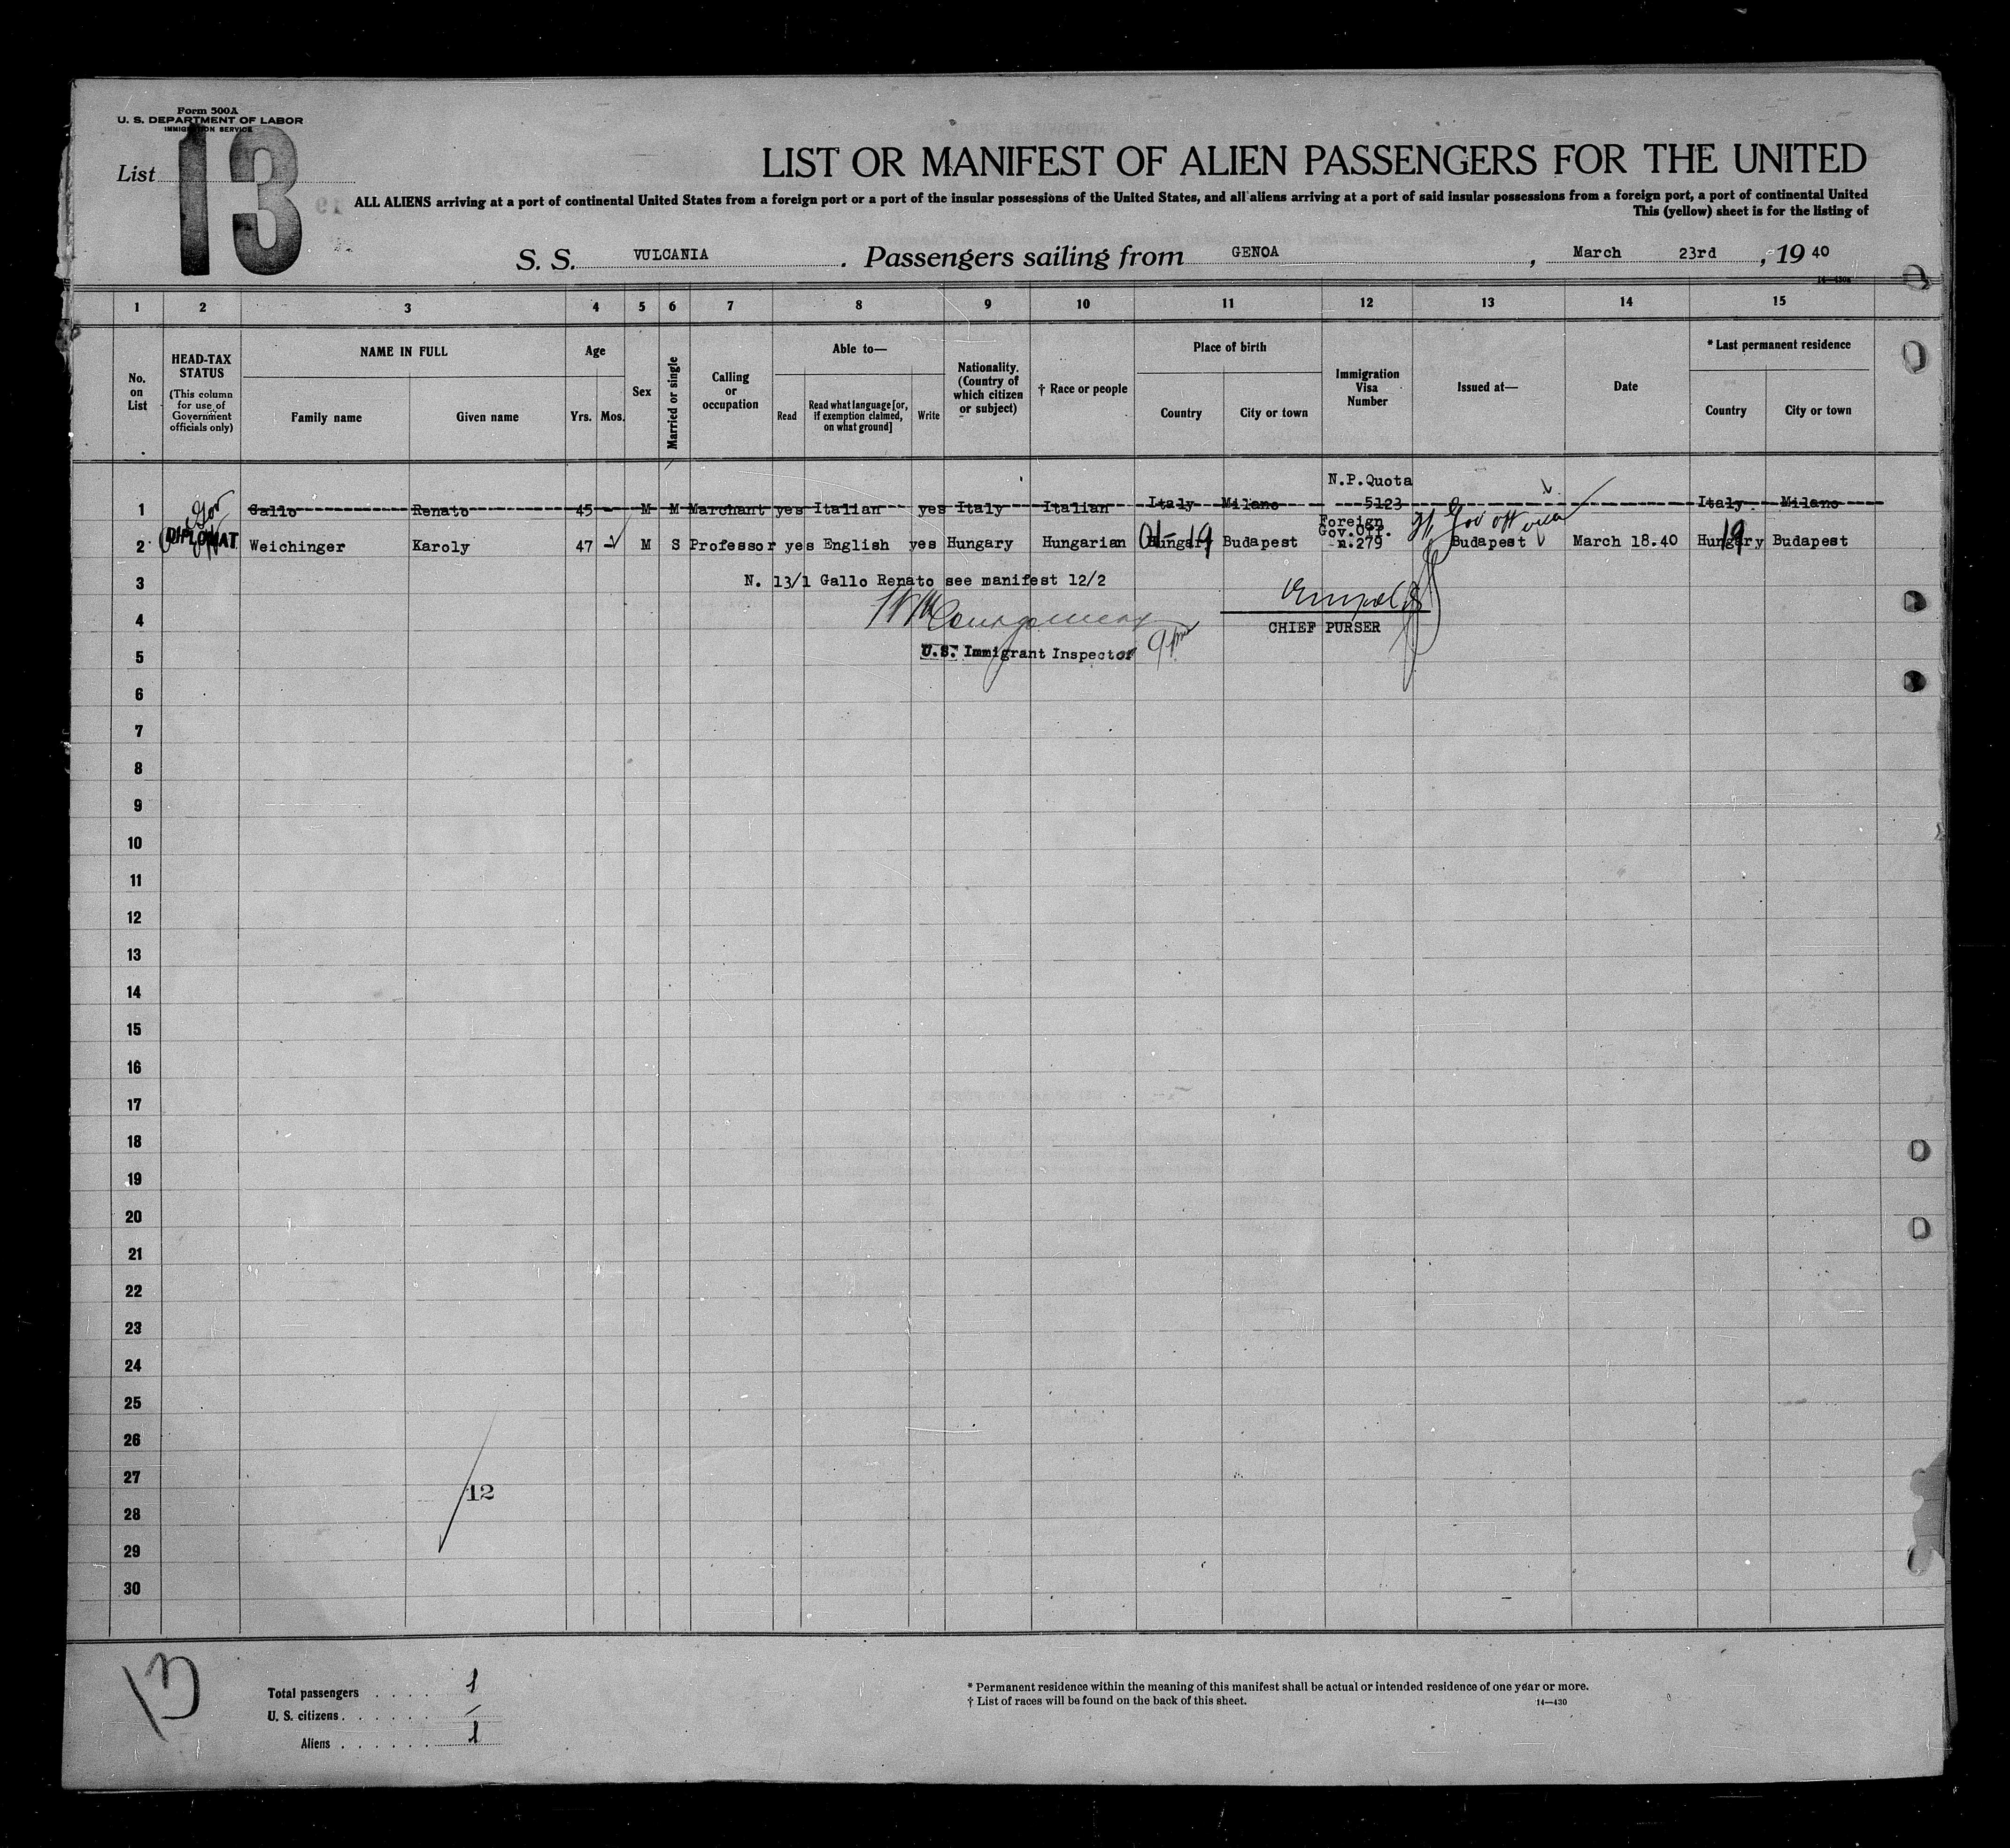 Form 500A
U. S. DEPARTMENT OF LABOR
IMMIGRATION SERVICE
List 13
LIST OR MANIFEST OF ALIEN PASSENGERS FOR THE UNITED
ALL ALIENS arriving at a port of continental United States from a foreign port or a port of the insular possessions of the United States, and all aliens arriving at a port of said insular possessions from a foreign port, a port of continental United
This (yellow) sheet is for the listing of
S. S. VULCANIA . Passengers sailing from GENOA , March 23rd , 19 40
14—430a
1 2 3 4 5 6 7 8 9 10 11 12 13 14 15
No. on List
HEAD-TAX STATUS
(This column for use of Government officials only)
NAME IN FULL
Family name Given name
Age
Yrs. Mos.
Sex
Married or single
Calling or occupation
Able to—
Read Read what language [or, if exemption claimed, on what ground] Write
Nationality. (Country of which citizen or subject)
† Race or people
Place of birth
Country City or town
Immigration Visa Number
Issued at—
Date
* Last permanent residence
Country City or town
N.P.Quota
1 Gallo Renato 45 - M M Marchant yes Italian yes Italy Italian Italy Milano 5123 Italy Milano
Gov
DIPLOMAT
Foreign
Gov.Off.
2 Weichinger Karoly 47 - M S Professor yes English yes Hungary Hungarian Hungary Budapest n.279 Budapest March 18.40 Hungary Budapest
19
19
Gov off visa
3 N. 13/1 Gallo Renato see manifest 12/2
4 Montgomery
CHIEF PURSER
5 U.S. Immigrant Inspector
6
7
8
9
10
11
12
13
14
15
16
17
18
19
20
21
22
23
24
25
26
27
12
28
29
30
13
Total passengers . . . . . 1
U. S. citizens . . . . . . /
Aliens . . . . . . 1
* Permanent residence within the meaning of this manifest shall be actual or intended residence of one year or more.
† List of races will be found on the back of this sheet.
14—430